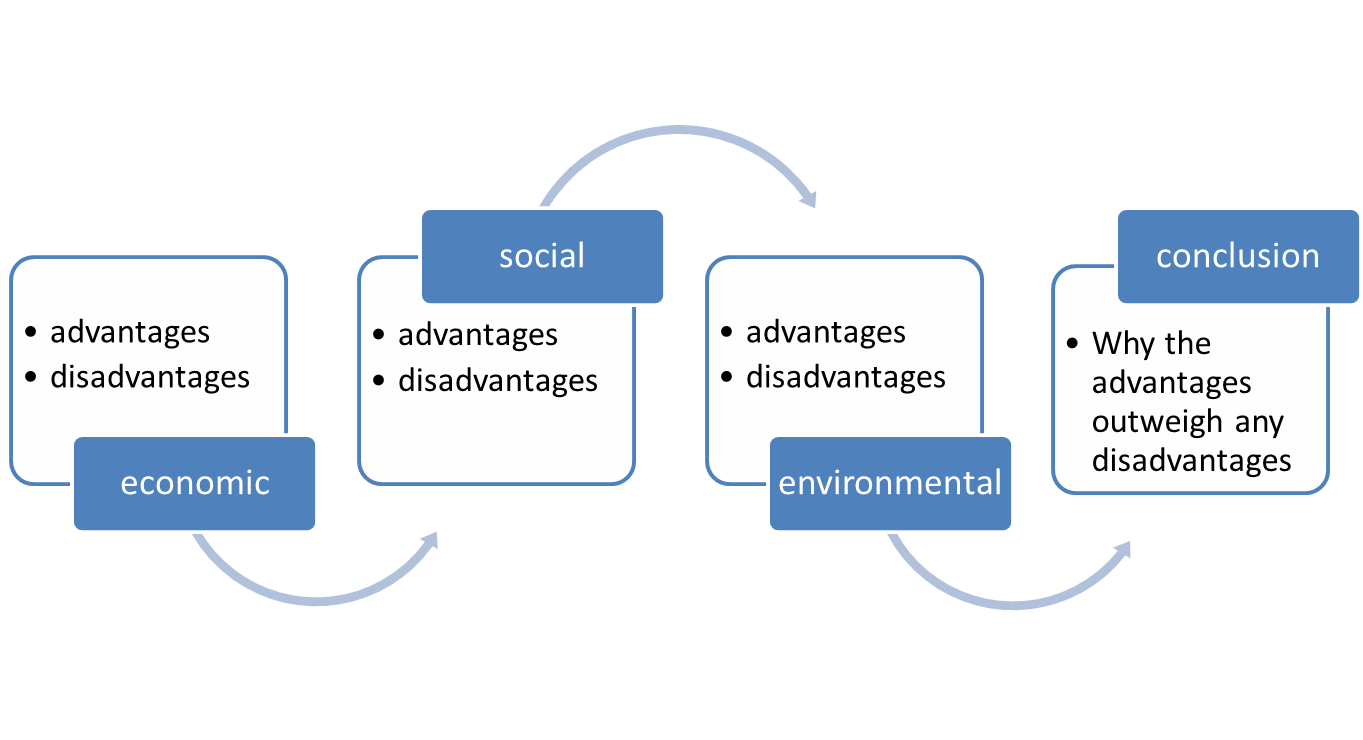 • advantages
• disadvantages
economic
social
• advantages
• disadvantages
• advantages
• disadvantages
environmental
conclusion
• Why the
advantages
outweigh any
disadvantages